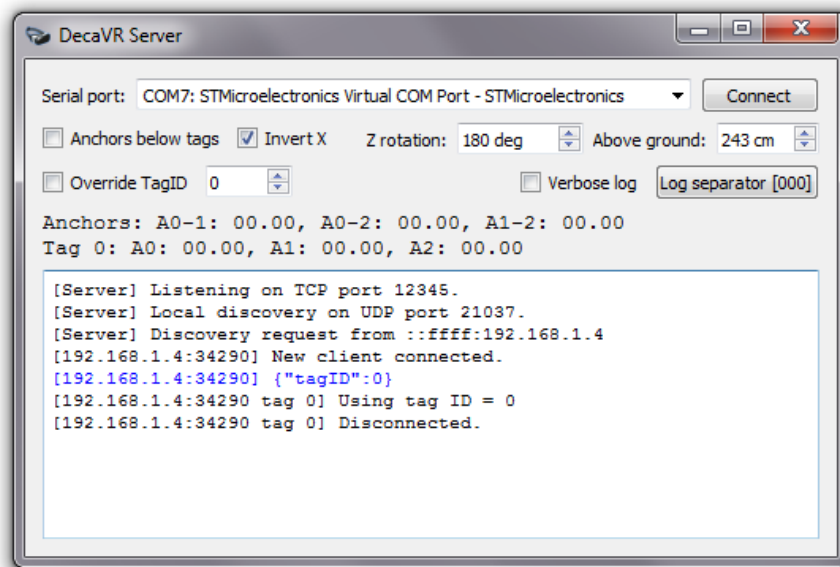 DecaVR Server
Serial port: COM7: STMicroelectronics Virtual COM Port - STMicroelectronics Connect
Anchors below tags Invert X Z rotation: 180 deg Above ground: 243 cm
Override TagID 0 Verbose log Log separator [000]
Anchors: A0-1: 00.00, A0-2: 00.00, A1-2: 00.00
Tag 0: A0: 00.00, A1: 00.00, A2: 00.00
[Server] Listening on TCP port 12345.
[Server] Local discovery on UDP port 21037.
[Server] Discovery request from ::ffff:192.168.1.4
[192.168.1.4:34290] New client connected.
[192.168.1.4:34290] {"tagID":0}
[192.168.1.4:34290 tag 0] Using tag ID = 0
[192.168.1.4:34290 tag 0] Disconnected.